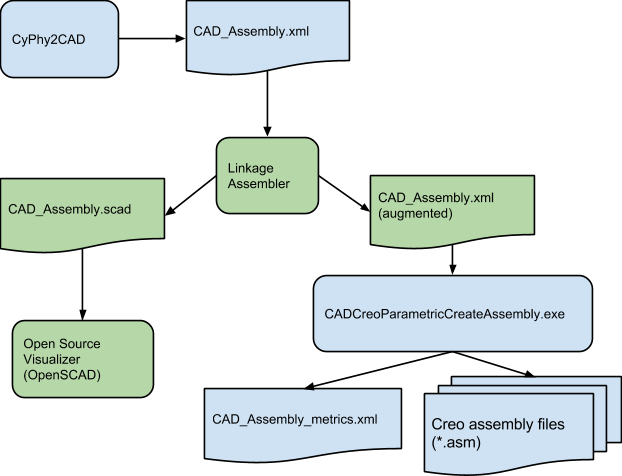 CyPhy2CAD
CAD_Assembly.xml
Linkage
Assembler
CAD_Assembly.scad
CAD_Assembly.xml
(augmented)
Open Source
Visualizer
(OpenSCAD)
CADCreoParametricCreateAssembly.exe
CAD_Assembly_metrics.xml
Creo assembly files
(*.asm)